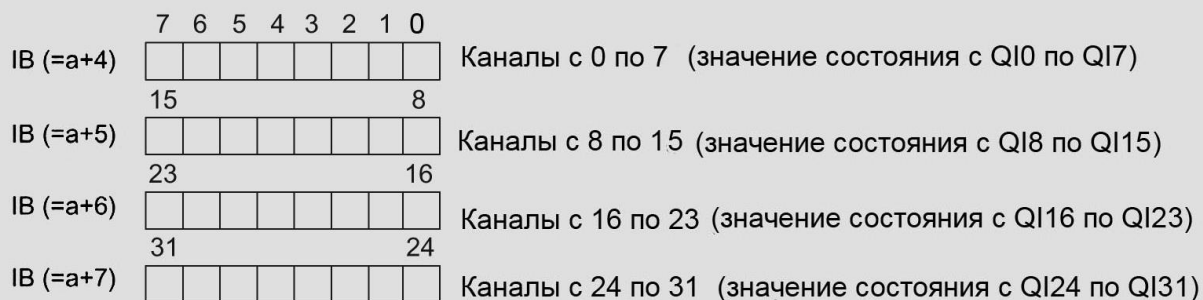 7 6 5 4 3 2 1 0
IB (=a+4) Каналы с 0 по 7 (значение состояния с QI0 по QI7)
15 8
IB (=a+5) Каналы с 8 по 15 (значение состояния с QI8 по QI15)
23 16
IB (=a+6) Каналы с 16 по 23 (значение состояния с QI16 по QI23)
31 24
IB (=a+7) Каналы с 24 по 31 (значение состояния с QI24 по QI31)